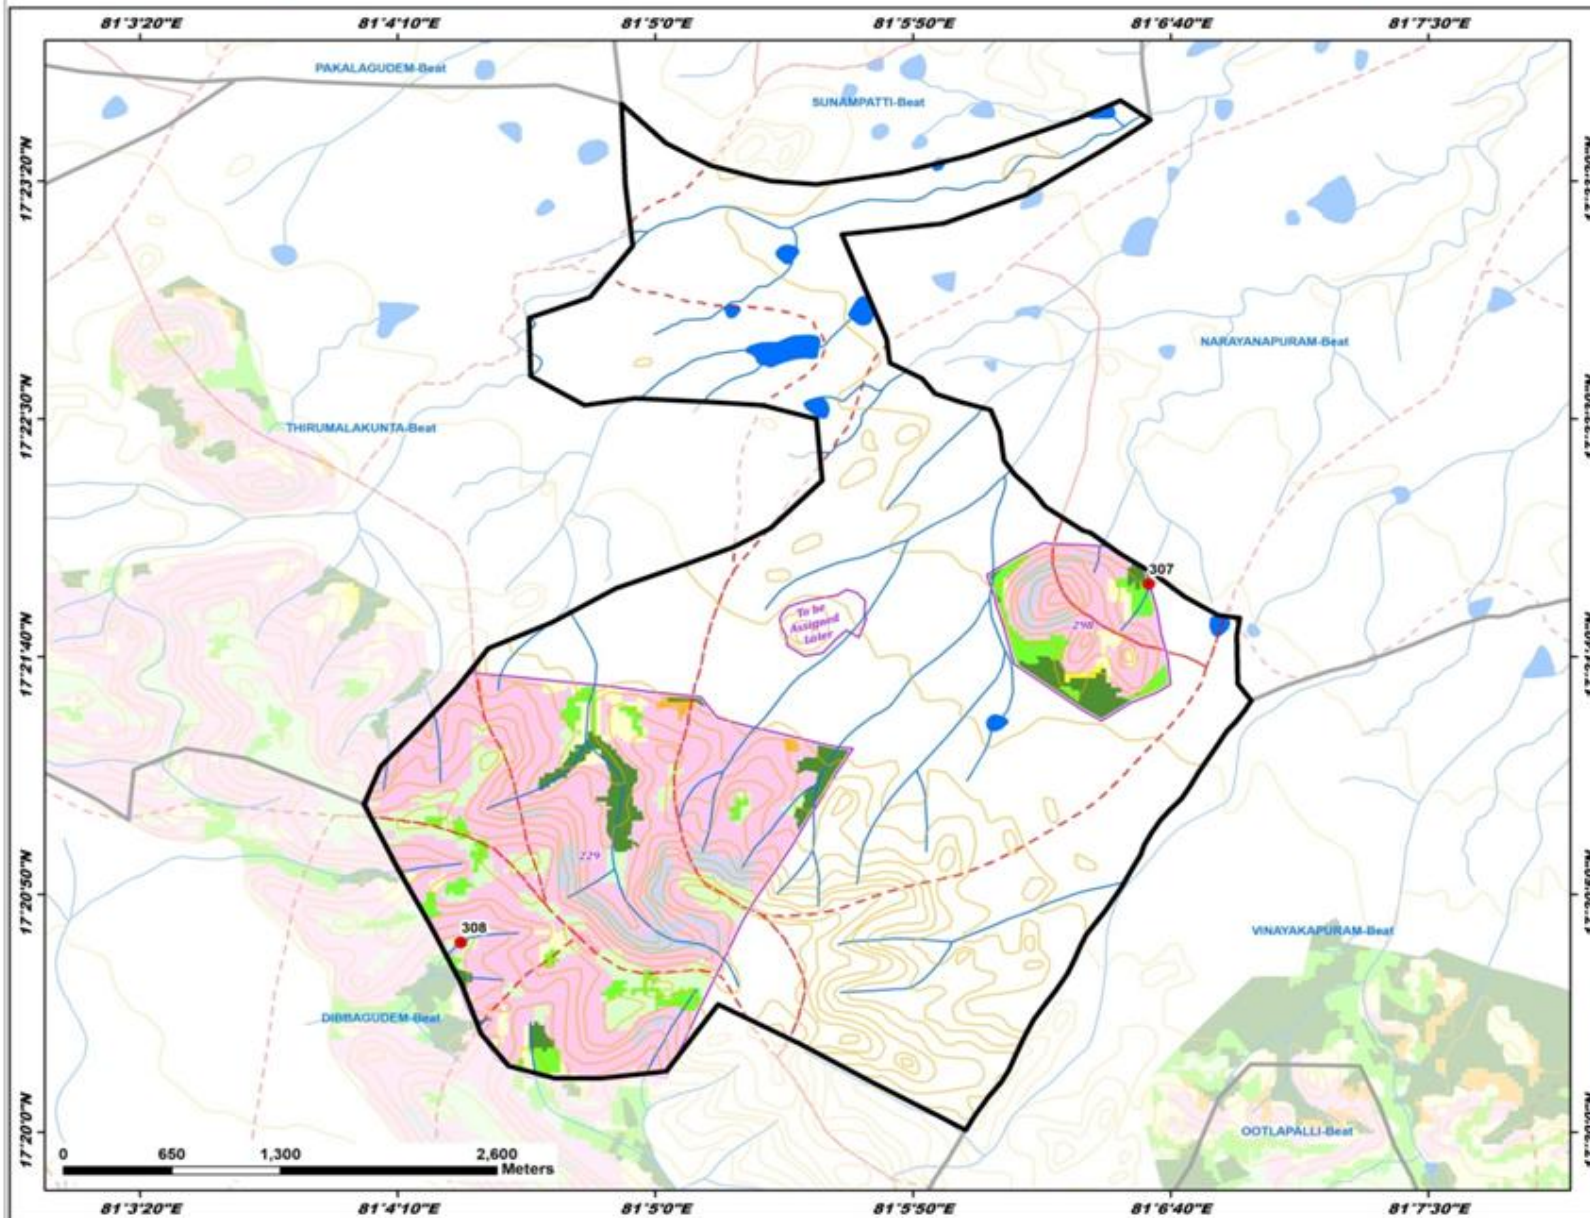 81°3'20"E 81°4'10"E 81°5'0"E 81°5'50"E 81°6'40"E 81°7'30"E
PAKALAGUDEM-Beat
SUNAMPATTI-Beat
17°23'20"N
NARAYANAPURAM-Beat
17°22'30"N
THIRUMALAKUNTA-Beat
307
To be
Assigned
Later
298
17°21'40"N
229
17°20'50"N
308
VINAYAKAPURAM-Beat
DIBBAGUDEM-Beat
17°20'0"N
OOTLAPALLI-Beat
0 650 1,300 2,600
Meters
81°3'20"E 81°4'10"E 81°5'0"E 81°5'50"E 81°6'40"E 81°7'30"E